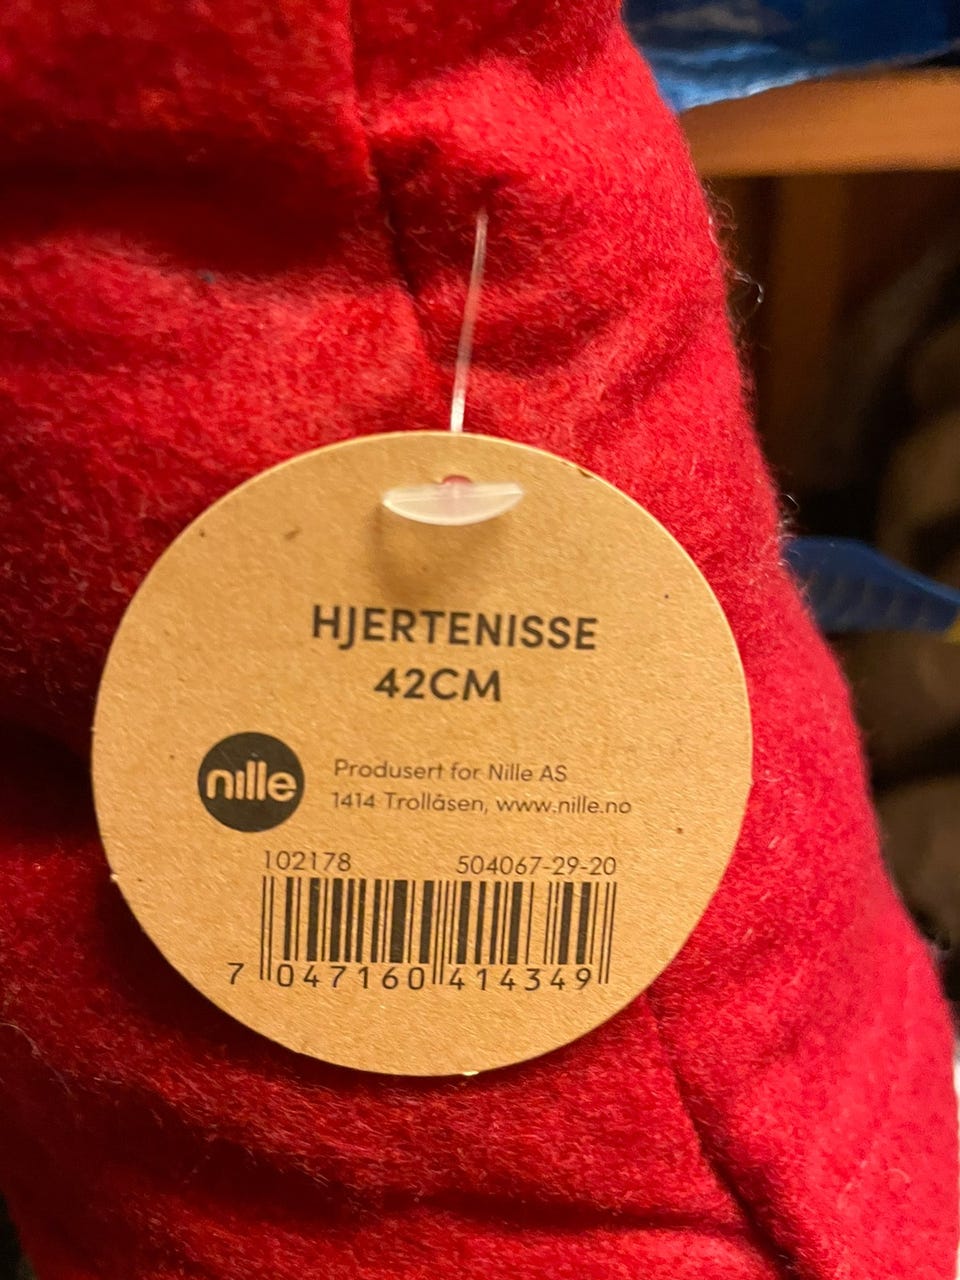 HJERTENISSE
42CM
nille
Produsert for Nille AS
1414 Trollåsen, www.nille.no
102178 504067-29-20
7 047160 414349